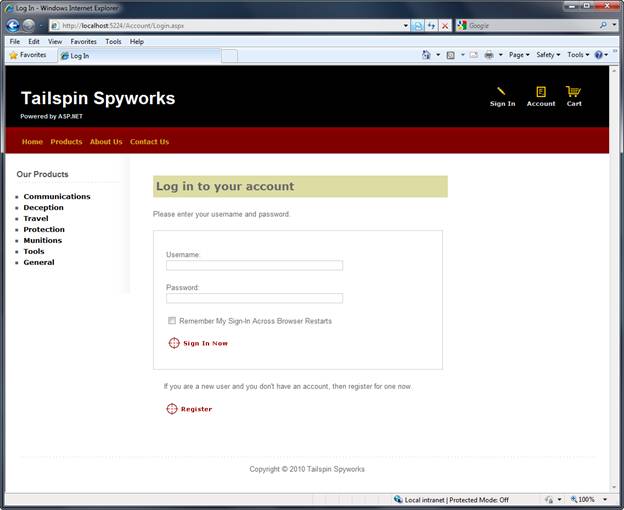 Log In - Windows Internet Explorer
http://localhost:5224/Account/Login.aspx
Google
File Edit View Favorites Tools Help
Favorites Log In Page Safety Tools
Tailspin Spyworks
Powered by ASP.NET
Sign In Account Cart
Home Products About Us Contact Us
Our Products
Communications
Deception
Travel
Protection
Munitions
Tools
General
Log in to your account
Please enter your username and password.
Username:
Password:
Remember My Sign-In Across Browser Restarts
Sign In Now
If you are a new user and you don't have an account, then register for one now.
Register
Copyright © 2010 Tailspin Spyworks
Local intranet | Protected Mode: Off 100%